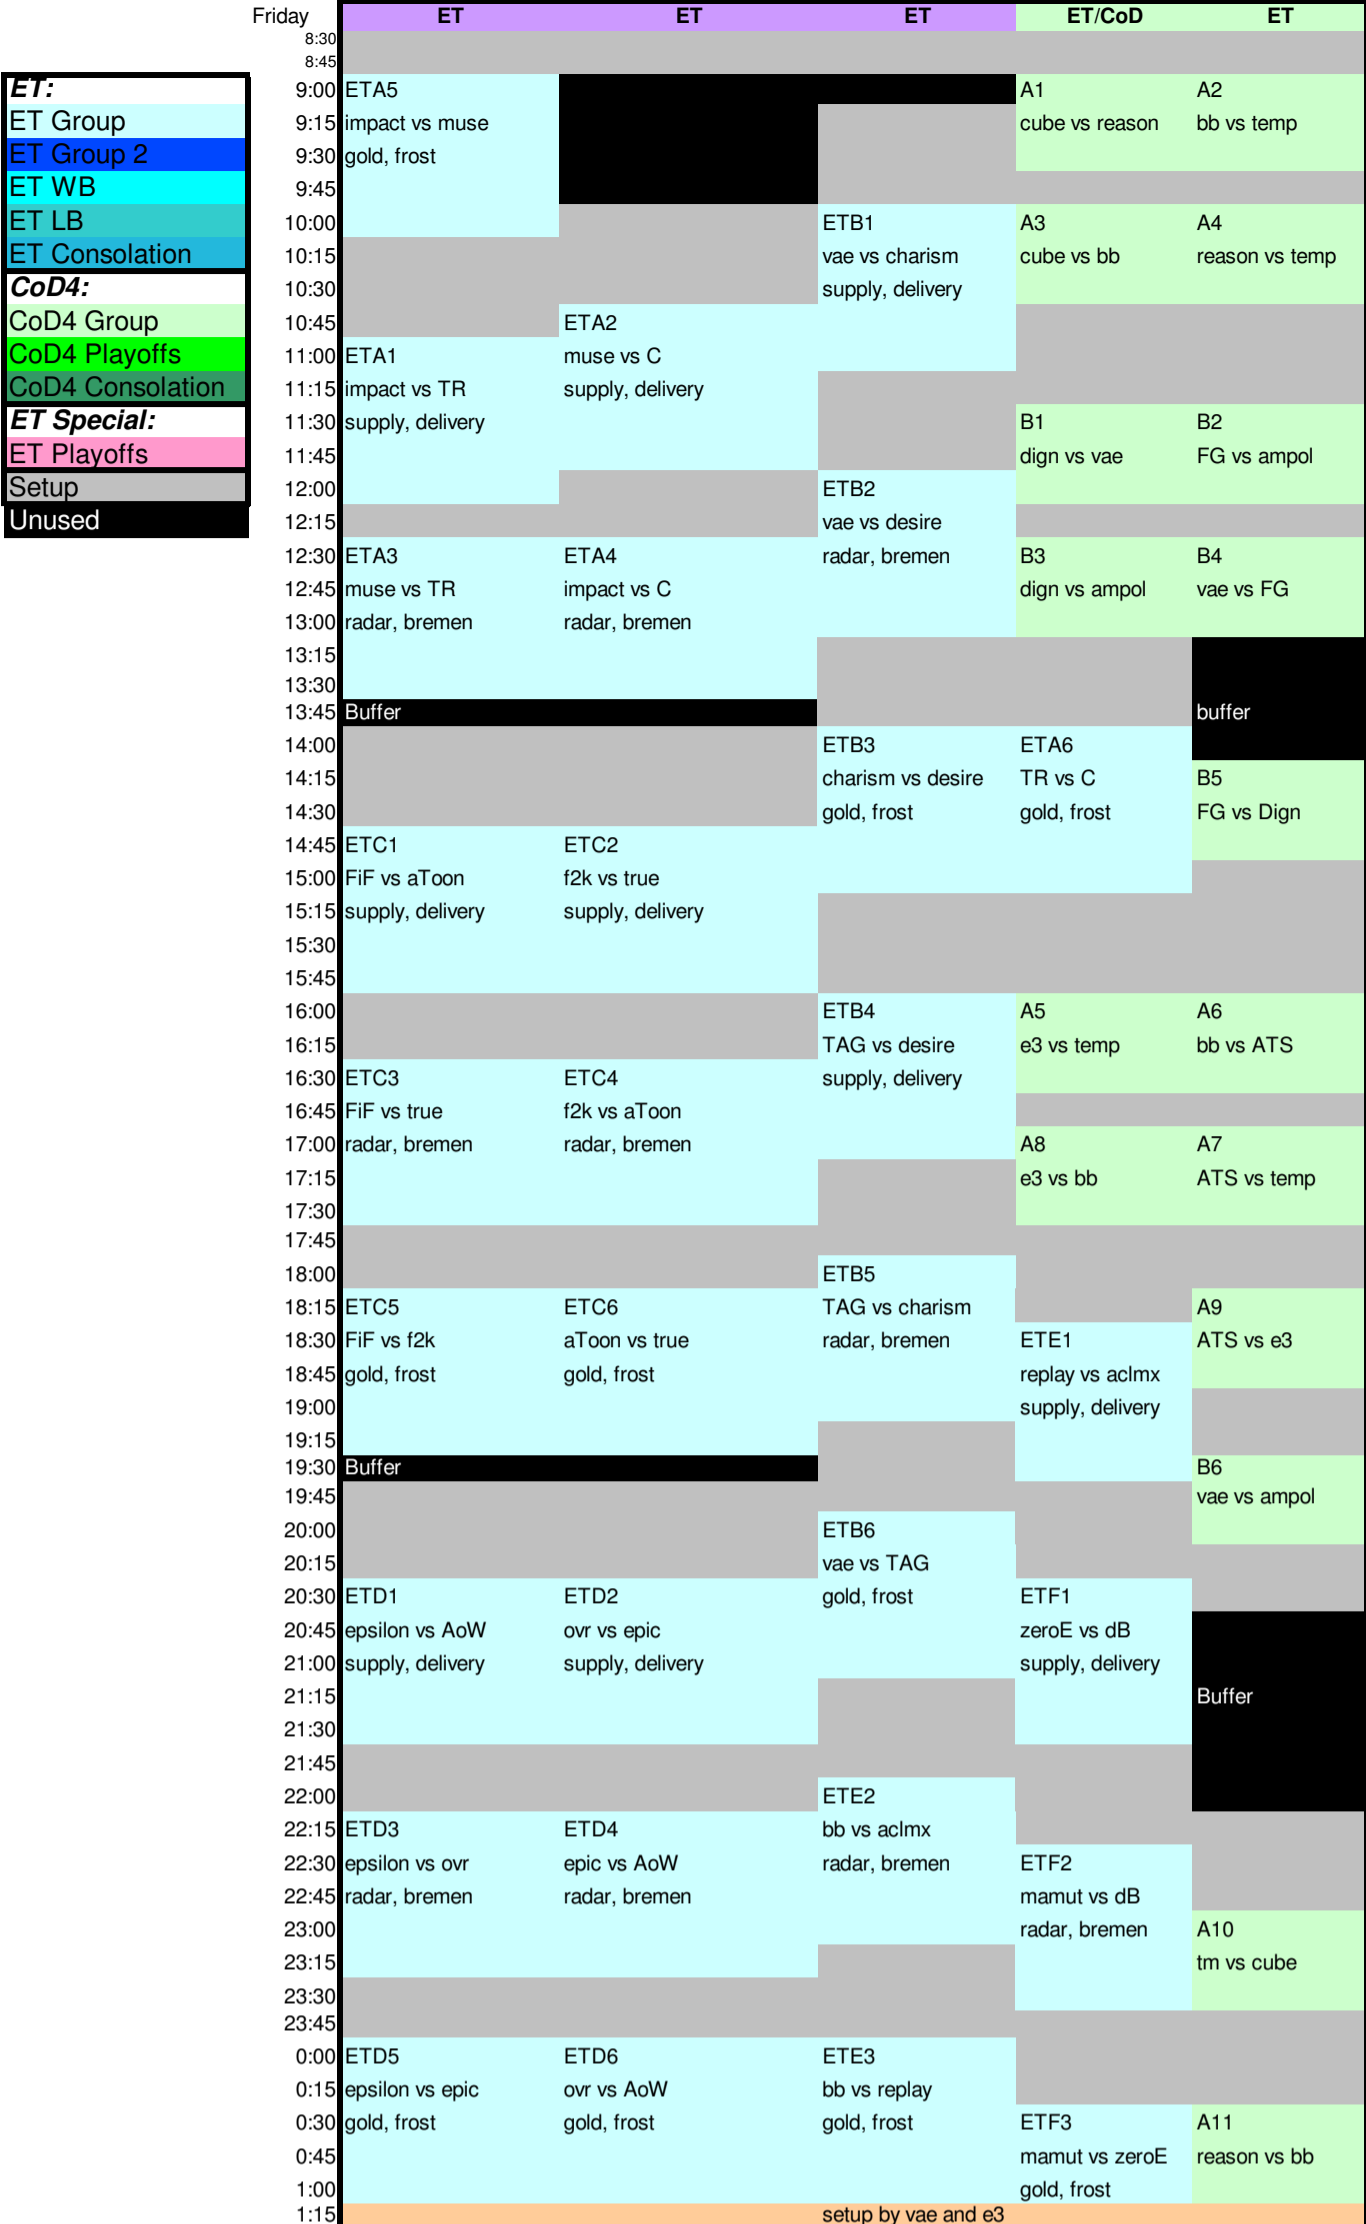 Friday ET ET ET ET/CoD ET
8:30
8:45
ET: 9:00 ETA5 A1 A2
ET Group 9:15 impact vs muse cube vs reason bb vs temp
ET Group 2 9:30 gold, frost
ET WB 9:45
ET LB 10:00 ETB1 A3 A4
ET Consolation 10:15 vae vs charism cube vs bb reason vs temp
CoD4: 10:30 supply, delivery
CoD4 Group 10:45 ETA2
CoD4 Playoffs 11:00 ETA1 muse vs C
CoD4 Consolation 11:15 impact vs TR supply, delivery
ET Special: 11:30 supply, delivery B1 B2
ET Playoffs 11:45 dign vs vae FG vs ampol
Setup 12:00 ETB2
Unused 12:15 vae vs desire
12:30 ETA3 ETA4 radar, bremen B3 B4
12:45 muse vs TR impact vs C dign vs ampol vae vs FG
13:00 radar, bremen radar, bremen
13:15
13:30
13:45 Buffer buffer
14:00 ETB3 ETA6
14:15 charism vs desire TR vs C B5
14:30 gold, frost gold, frost FG vs Dign
14:45 ETC1 ETC2
15:00 FiF vs aToon f2k vs true
15:15 supply, delivery supply, delivery
15:30
15:45
16:00 ETB4 A5 A6
16:15 TAG vs desire e3 vs temp bb vs ATS
16:30 ETC3 ETC4 supply, delivery
16:45 FiF vs true f2k vs aToon
17:00 radar, bremen radar, bremen A8 A7
17:15 e3 vs bb ATS vs temp
17:30
17:45
18:00 ETB5
18:15 ETC5 ETC6 TAG vs charism A9
18:30 FiF vs f2k aToon vs true radar, bremen ETE1 ATS vs e3
18:45 gold, frost gold, frost replay vs aclmx
19:00 supply, delivery
19:15
19:30 Buffer B6
19:45 vae vs ampol
20:00 ETB6
20:15 vae vs TAG
20:30 ETD1 ETD2 gold, frost ETF1
20:45 epsilon vs AoW ovr vs epic zeroE vs dB
21:00 supply, delivery supply, delivery supply, delivery
21:15 Buffer
21:30
21:45
22:00 ETE2
22:15 ETD3 ETD4 bb vs aclmx
22:30 epsilon vs ovr epic vs AoW radar, bremen ETF2
22:45 radar, bremen radar, bremen mamut vs dB
23:00 radar, bremen A10
23:15 tm vs cube
23:30
23:45
0:00 ETD5 ETD6 ETE3
0:15 epsilon vs epic ovr vs AoW bb vs replay
0:30 gold, frost gold, frost gold, frost ETF3 A11
0:45 mamut vs zeroE reason vs bb
1:00 gold, frost
1:15 setup by vae and e3